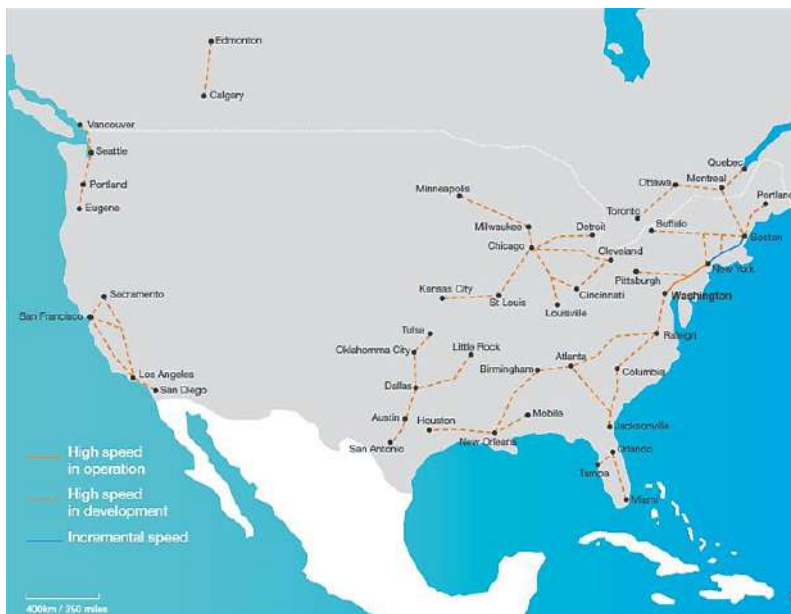 Edmonton
Calgary
Vancouver
Seattle
Portland
Eugene
Quebec
Ottawa
Montreal
Portland
Minneapolis
Toronto
Buffalo
Milwaukee
Detroit
Boston
Chicago
Cleveland
New York
Pittsburgh
Kansas City
Cincinnati
Washington
Sacramento
St Louis
Louisville
San Francisco
Tulsa
Raleigh
Oklahomma City
Little Rock
Atlanta
Birmingham
Columbia
Los Angeles
San Diego
Dallas
Austin
Houston
Mobile
Jacksonville
San Antonio
New Orleans
Orlando
Tampa
Miami
High speed
in operation
High speed
in development
Incremental speed
400km / 250 miles